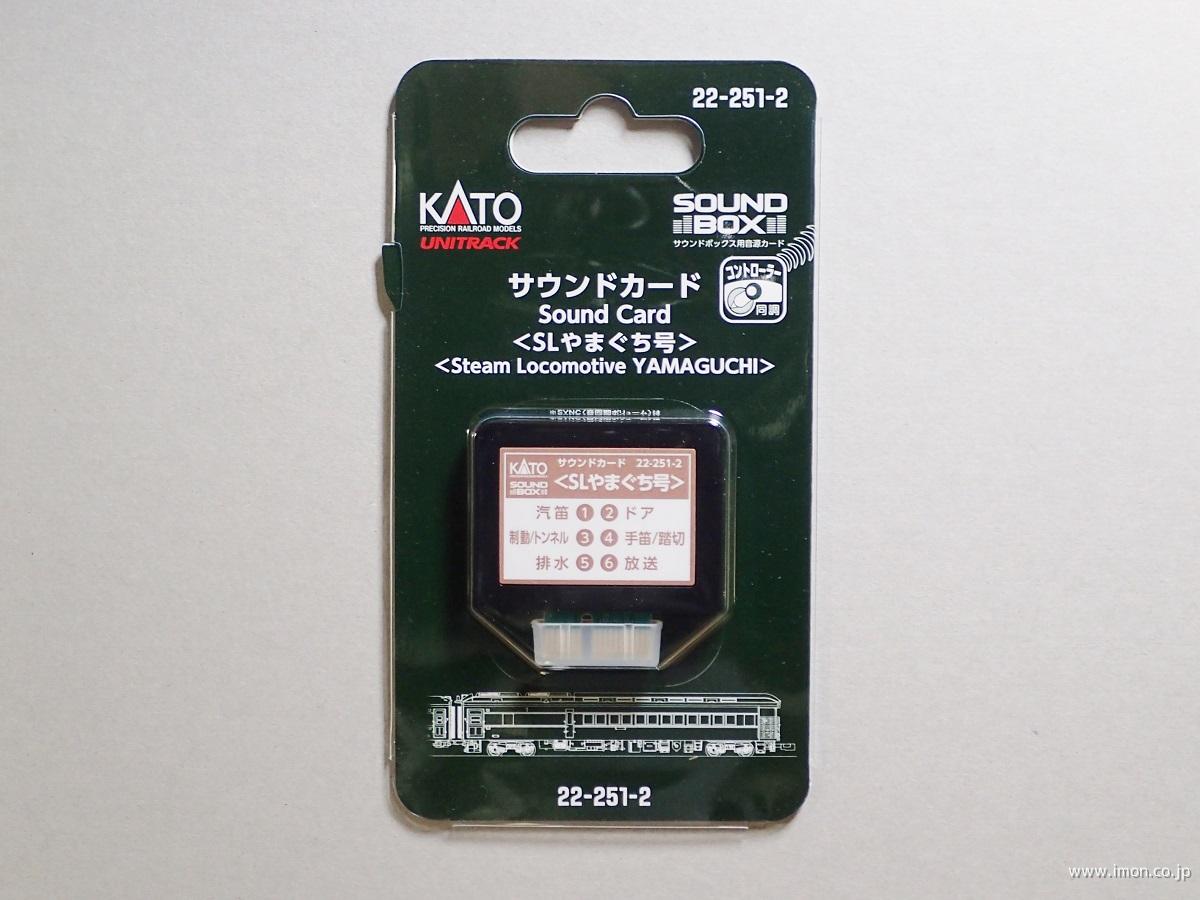 22-251-2
KATO
PRECISION RAILROAD MODELS
UNITRACK
SOUND
BOX
サウンドボックス用音源カード
コントローラー
同調
サウンドカード
Sound Card
<SLやまぐち号>
<Steam Locomotive YAMAGUCHI>
KATO サウンドカード 22-251-2
SOUND BOX <SLやまぐち号>
汽笛 1 2 ドア
制動/トンネル 3 4 手笛/踏切
排水 5 6 放送
22-251-2
www.imon.co.jp